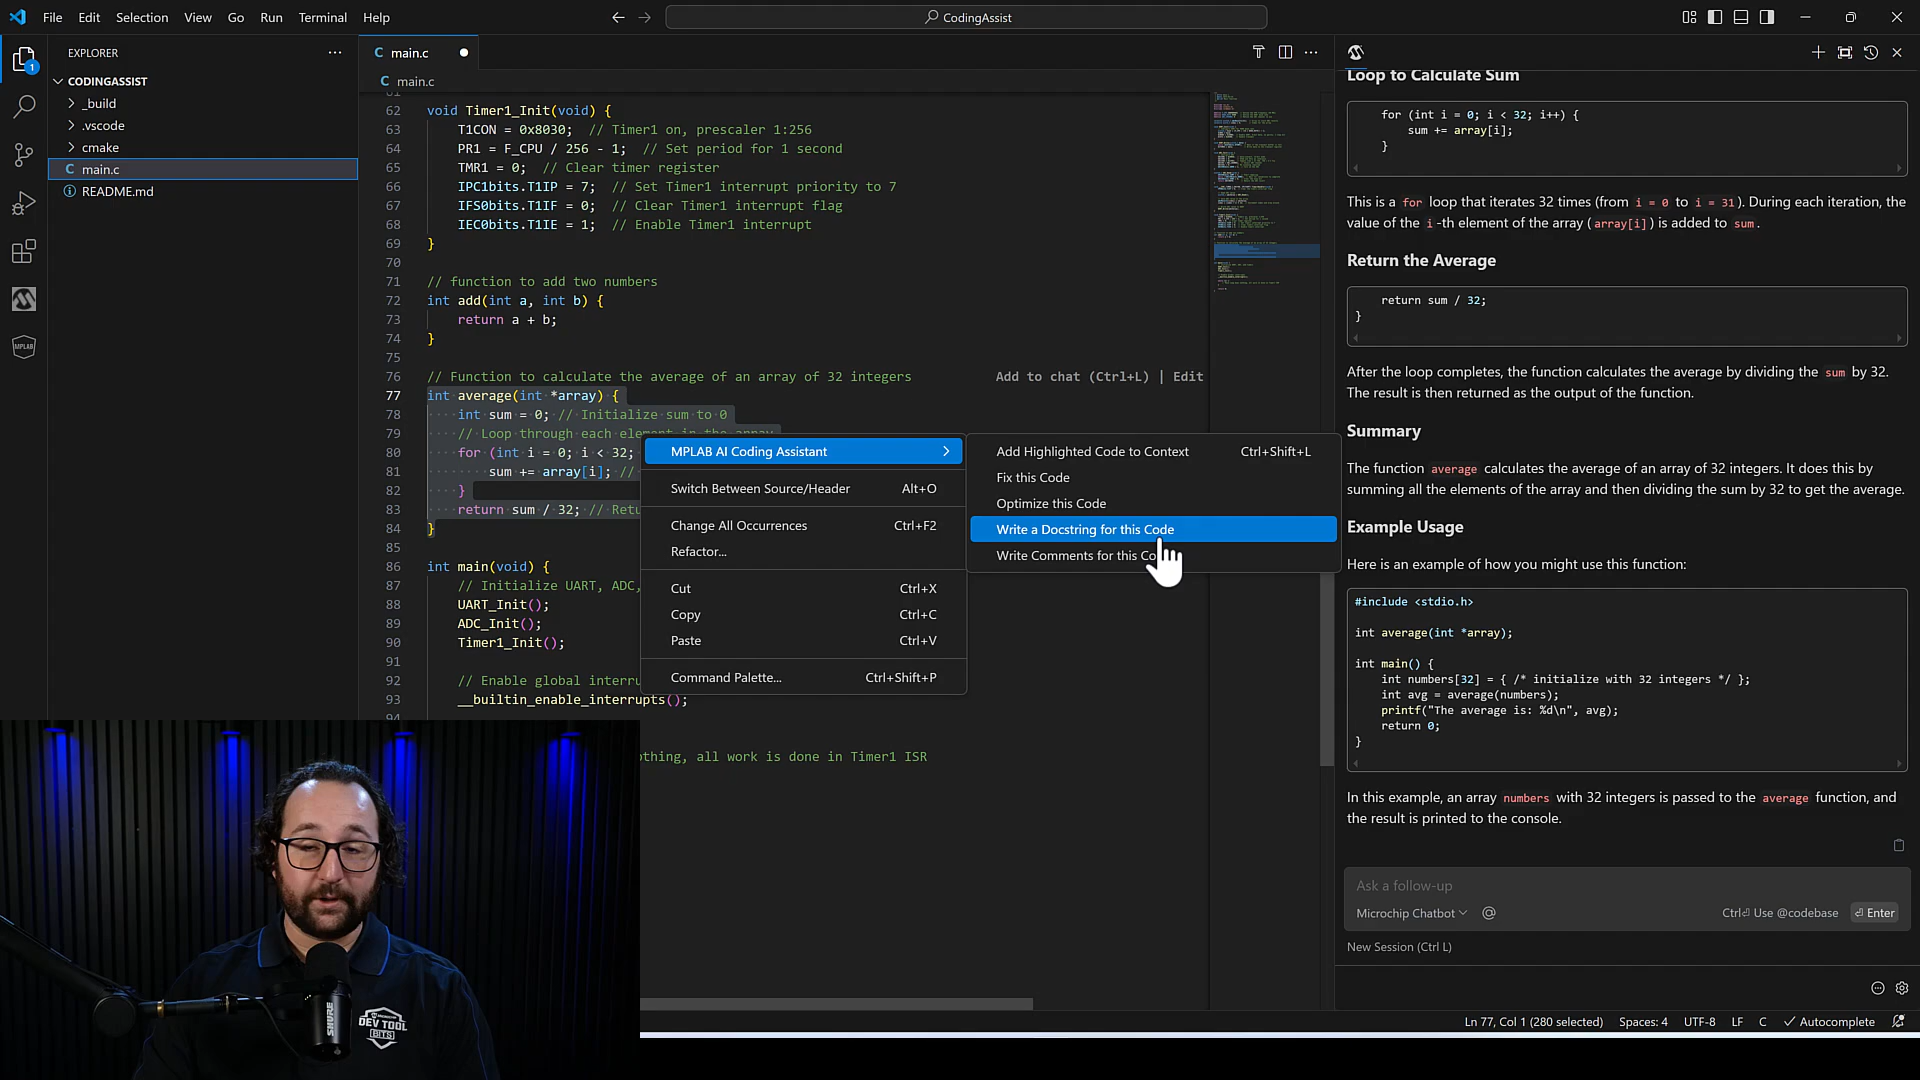 File Edit Selection View Go Run Terminal Help
CodingAssist
EXPLORER
CODINGASSIST
_build
.vscode
cmake
main.c
README.md
1
MPLAB
main.c
main.c
62 void Timer1_Init(void) {
63 T1CON = 0x8030; // Timer1 on, prescaler 1:256
64 PR1 = F_CPU / 256 - 1; // Set period for 1 second
65 TMR1 = 0; // Clear timer register
66 IPC1bits.T1IP = 7; // Set Timer1 interrupt priority to 7
67 IFS0bits.T1IF = 0; // Clear Timer1 interrupt flag
68 IEC0bits.T1IE = 1; // Enable Timer1 interrupt
69 }
70
71 // function to add two numbers
72 int add(int a, int b) {
73 return a + b;
74 }
75
76 // Function to calculate the average of an array of 32 integers
Add to chat (Ctrl+L) | Edit
77 int average(int *array) {
78 int sum = 0; // Initialize sum to 0
79 // Loop through each element in the array
80 for (int i = 0; i < 32;
81 sum += array[i]; //
82 }
83 return sum / 32; // Retu
84 }
85
86 int main(void) {
87 // Initialize UART, ADC,
88 UART_Init();
89 ADC_Init();
90 Timer1_Init();
91
92 // Enable global interru
93 __builtin_enable_interrupts();
94
othing, all work is done in Timer1 ISR
MPLAB AI Coding Assistant
Switch Between Source/Header Alt+O
Change All Occurrences Ctrl+F2
Refactor...
Cut Ctrl+X
Copy Ctrl+C
Paste Ctrl+V
Command Palette... Ctrl+Shift+P
Add Highlighted Code to Context Ctrl+Shift+L
Fix this Code
Optimize this Code
Write a Docstring for this Code
Write Comments for this Co
Loop to Calculate Sum
for (int i = 0; i < 32; i++) {
sum += array[i];
}
This is a for loop that iterates 32 times (from i = 0 to i = 31). During each iteration, the
value of the i -th element of the array ( array[i] ) is added to sum .
Return the Average
return sum / 32;
}
After the loop completes, the function calculates the average by dividing the sum by 32.
The result is then returned as the output of the function.
Summary
The function average calculates the average of an array of 32 integers. It does this by
summing all the elements of the array and then dividing the sum by 32 to get the average.
Example Usage
Here is an example of how you might use this function:
#include <stdio.h>
int average(int *array);
int main() {
int numbers[32] = { /* initialize with 32 integers */ };
int avg = average(numbers);
printf("The average is: %d\n", avg);
return 0;
}
In this example, an array numbers with 32 integers is passed to the average function, and
the result is printed to the console.
Ask a follow-up
Microchip Chatbot @ Ctrl⏎ Use @codebase ⏎ Enter
New Session (Ctrl L)
Ln 77, Col 1 (280 selected) Spaces: 4 UTF-8 LF C Autocomplete
SHURE
DEV TOOL
BITS